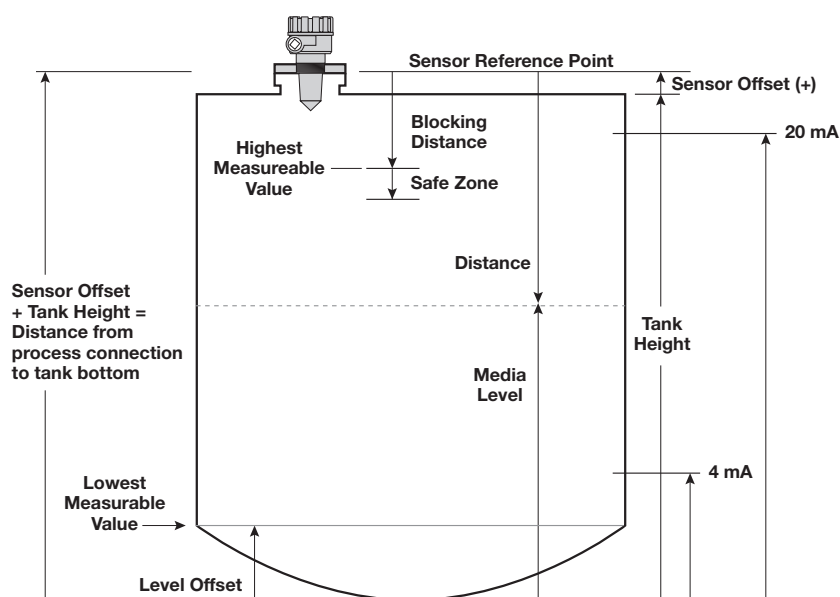 Sensor Reference Point
Sensor Offset (+)
Blocking
Distance
20 mA
Highest
Measureable
Value
Safe Zone
Distance
Sensor Offset
+ Tank Height =
Distance from
process connection
to tank bottom
Tank
Height
Media
Level
4 mA
Lowest
Measurable
Value
Level Offset